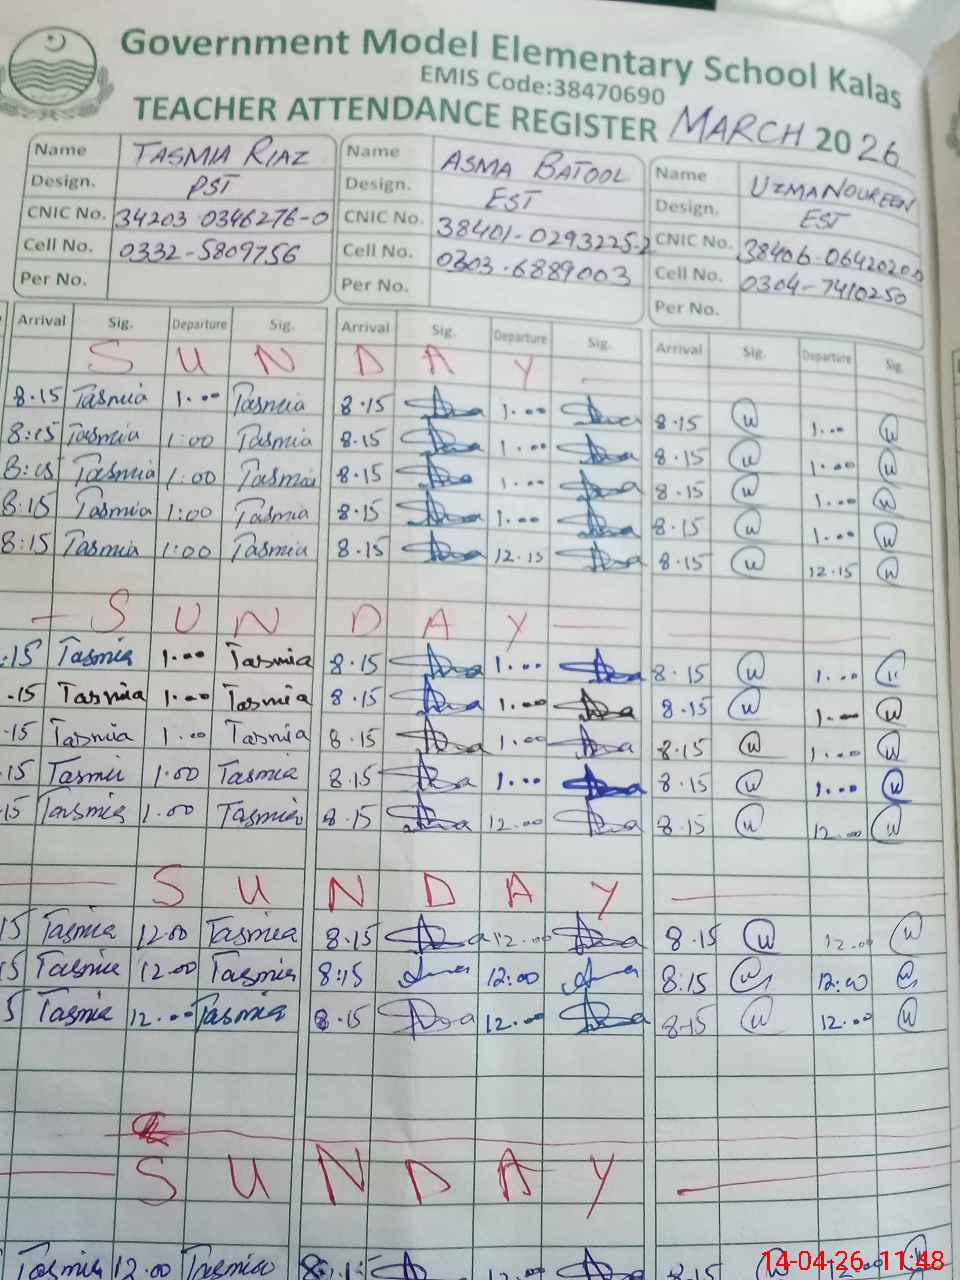 Government Model Elementary School Kalas
EMIS Code:38470690
TEACHER ATTENDANCE REGISTER MARCH 2026
Name TASMIA RIAZ Name ASMA BATOOL Name UZMA NOUREEN
Design. PST Design. EST Design. EST
CNIC No. 34203-0346276-0 CNIC No. 38401-0293225-2 CNIC No. 38406-0642020-0
Cell No. 0332-5809756 Cell No. 0303-6889003 Cell No. 0304-7410250
Per No. Per No. Per No.
Arrival Sig. Departure Sig. Arrival Sig. Departure Sig. Arrival Sig. Departure Sig.
S U N D A Y
8.15 Tasmia 1.00 Tasmia 8.15 1.00 8.15 1.00
8:15 Tasmia 1:00 Tasmia 8.15 1.00 8.15 1.00
8:15 Tasmia 1:00 Tasmia 8.15 1.00 8.15 1.00
8:15 Tasmia 1:00 Tasmia 8.15 1.00 8.15 1.00
8:15 Tasmia 1:00 Tasmia 8.15 12.15 8.15 12.15
S U N D A Y
.15 Tasmia 1.00 Tasmia 8.15 1.00 8.15 1.00
.15 Tasmia 1.00 Tasmia 8.15 1.00 8.15 1.00
.15 Tasmia 1.00 Tasmia 8.15 1.00 8.15 1.00
.15 Tasmia 1.00 Tasmia 8.15 1.00 8.15 1.00
.15 Tasmia 1.00 Tasmia 8.15 12.00 8.15 12.00
S U N D A Y
15 Tasmia 12.00 Tasmia 8.15 12.00 8.15 12.00
15 Tasmia 12.00 Tasmia 8:15 12:00 8:15 12:00
5 Tasmia 12.00 Tasmia 8.15 12.00 8.15 12.00
S U N D A Y
Tasmia 12.00 Tasmia 8.15
14-04-26 11:48